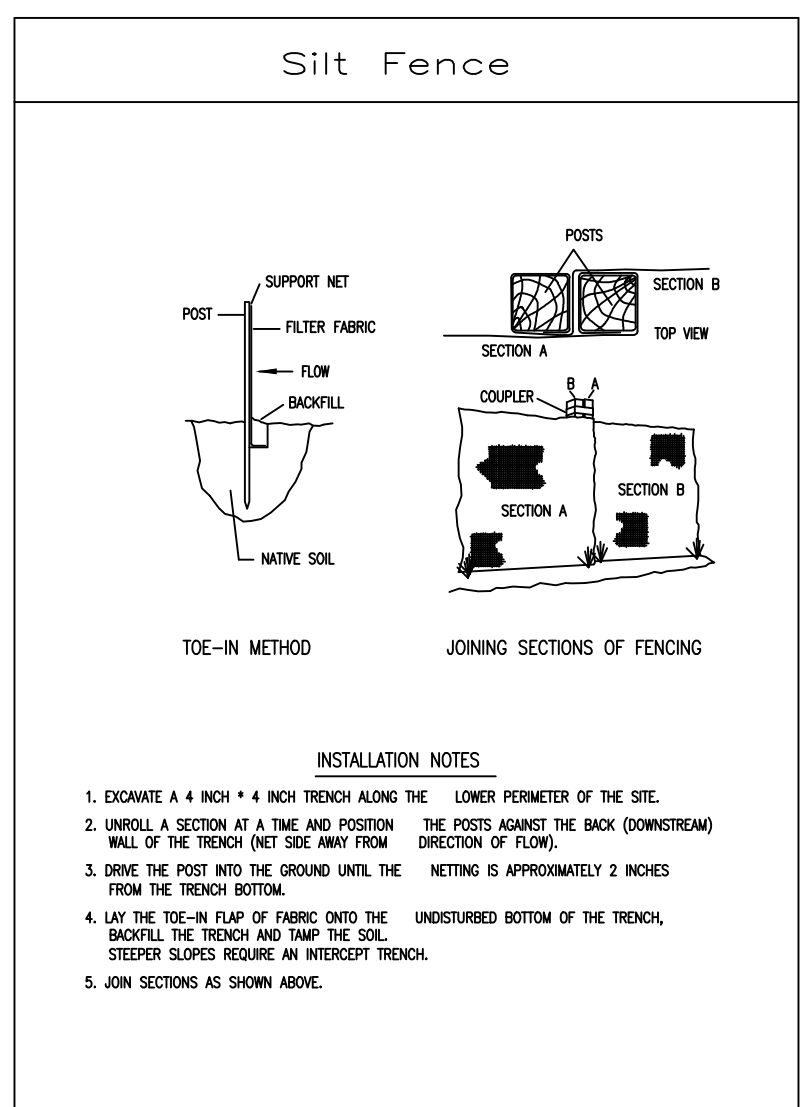 Silt Fence
SUPPORT NET
POST
FILTER FABRIC
FLOW
BACKFILL
NATIVE SOIL
TOE-IN METHOD
POSTS
SECTION B
TOP VIEW
SECTION A
B A
COUPLER
SECTION A
SECTION B
JOINING SECTIONS OF FENCING
INSTALLATION NOTES
1. EXCAVATE A 4 INCH * 4 INCH TRENCH ALONG THE LOWER PERIMETER OF THE SITE.
2. UNROLL A SECTION AT A TIME AND POSITION THE POSTS AGAINST THE BACK (DOWNSTREAM)
WALL OF THE TRENCH (NET SIDE AWAY FROM DIRECTION OF FLOW).
3. DRIVE THE POST INTO THE GROUND UNTIL THE NETTING IS APPROXIMATELY 2 INCHES
FROM THE TRENCH BOTTOM.
4. LAY THE TOE-IN FLAP OF FABRIC ONTO THE UNDISTURBED BOTTOM OF THE TRENCH,
BACKFILL THE TRENCH AND TAMP THE SOIL.
STEEPER SLOPES REQUIRE AN INTERCEPT TRENCH.
5. JOIN SECTIONS AS SHOWN ABOVE.